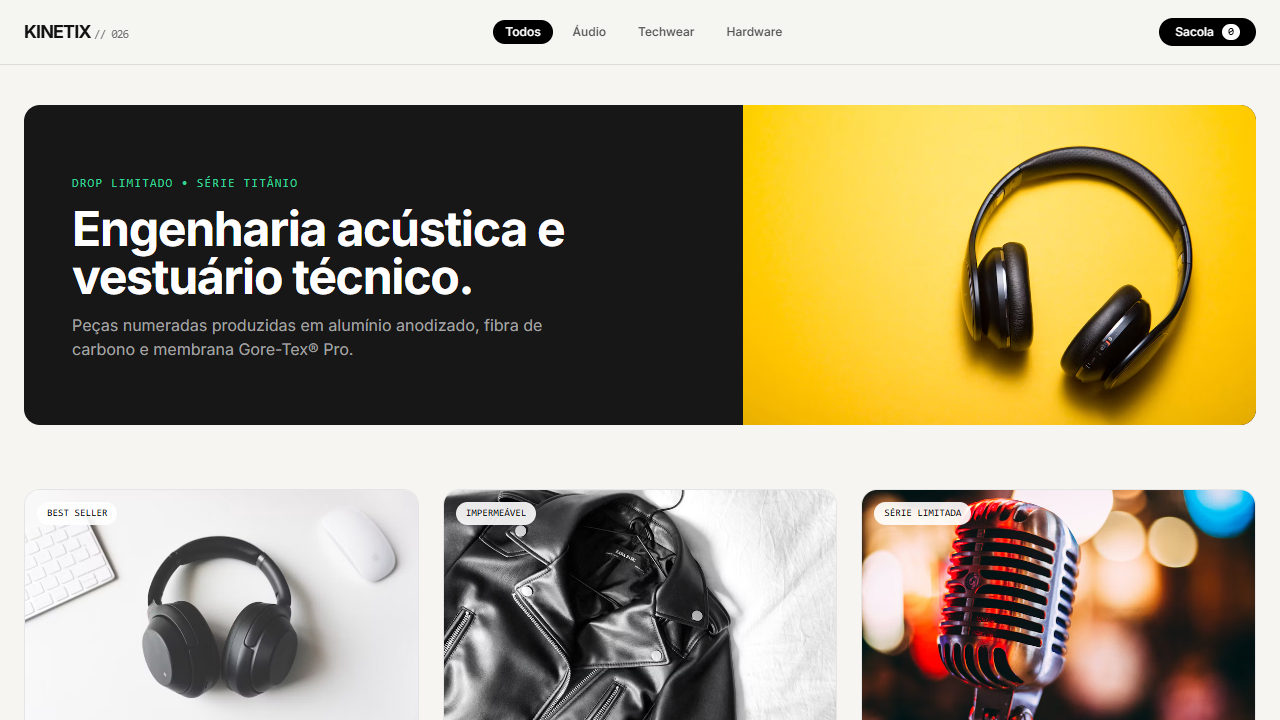 KINETIX // 026
Todos
Áudio
Techwear
Hardware
Sacola 0
DROP LIMITADO • SÉRIE TITÂNIO
Engenharia acústica e
vestuário técnico.
Peças numeradas produzidas em alumínio anodizado, fibra de
carbono e membrana Gore-Tex® Pro.
BEST SELLER
IMPERMEÁVEL
SÉRIE LIMITADA